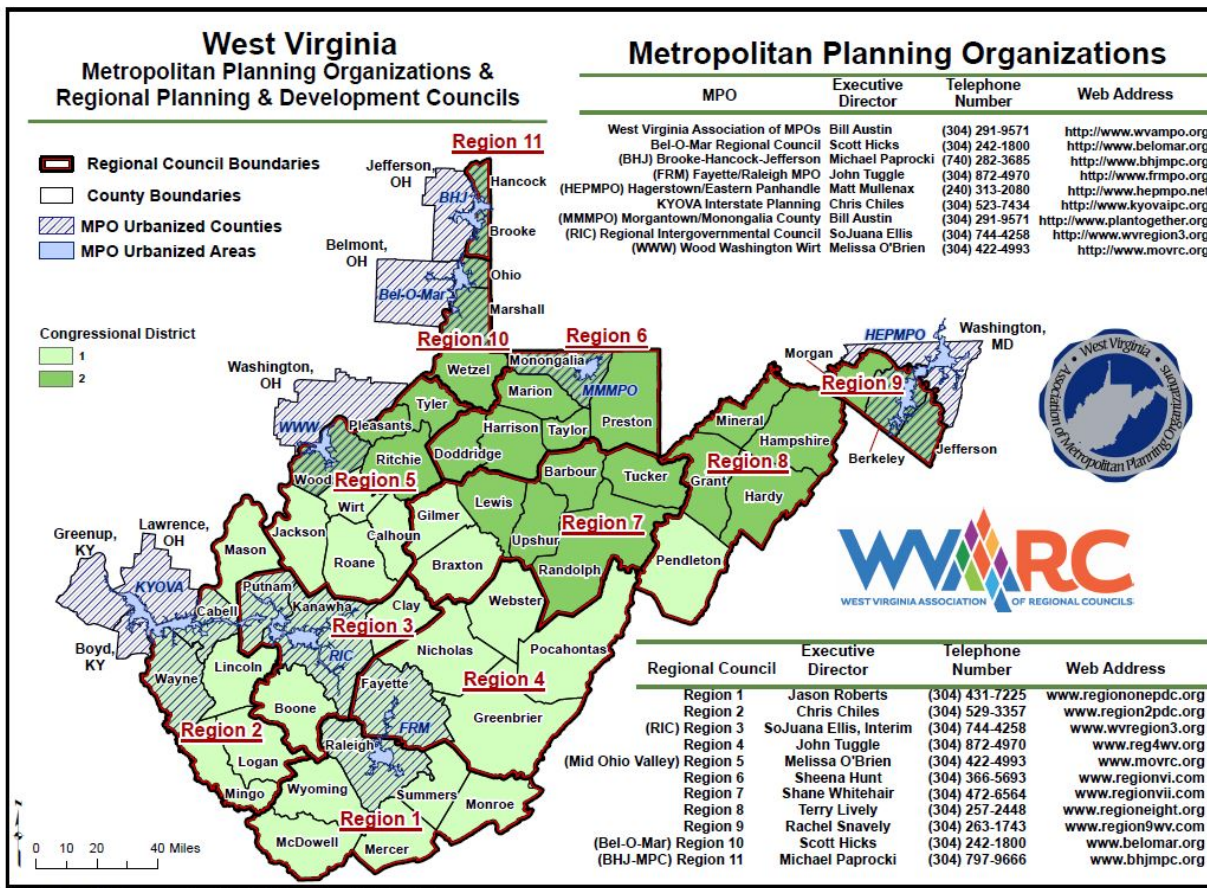 West Virginia
Metropolitan Planning Organizations &
Regional Planning & Development Councils
Regional Council Boundaries
County Boundaries
MPO Urbanized Counties
MPO Urbanized Areas
Congressional District
1
2
Metropolitan Planning Organizations
MPO Executive Director Telephone Number Web Address
West Virginia Association of MPOs Bill Austin (304) 291-9571 http://www.wvampo.org
Bel-O-Mar Regional Council Scott Hicks (304) 242-1800 http://www.belomar.org
(BHJ) Brooke-Hancock-Jefferson Michael Paprocki (740) 282-3685 http://www.bhjmpc.org
(FRM) Fayette/Raleigh MPO John Tuggle (304) 872-4970 http://www.frmpo.org
(HEPMPO) Hagerstown/Eastern Panhandle Matt Mullenax (240) 313-2080 http://www.hepmpo.net
KYOVA Interstate Planning Chris Chiles (304) 523-7434 http://www.kyovaipc.org
(MMMPO) Morgantown/Monongalia County Bill Austin (304) 291-9571 http://www.plantogether.org
(RIC) Regional Intergovernmental Council SoJuana Ellis (304) 744-4258 http://www.wvregion3.org
(WWW) Wood Washington Wirt Melissa O'Brien (304) 422-4993 http://www.movrc.org
Region 11
Jefferson, OH
Hancock
BHJ
Brooke
Belmont, OH
Ohio
Bel-O-Mar
Marshall
Region 10
Region 6
Wetzel
Monongalia
MMMPO
Marion
Preston
Washington, OH
Tyler
Pleasants
WWW
Harrison
Taylor
Doddridge
Ritchie
Wood
Region 5
Wirt
Barbour
Tucker
Lewis
Region 7
Upshur
Randolph
Gilmer
Calhoun
Jackson
Roane
Braxton
HEPMPO
Washington, MD
Morgan
Region 9
Berkeley
Jefferson
Mineral
Hampshire
Region 8
Grant
Hardy
Pendleton
Greenup, KY
Lawrence, OH
KYOVA
Boyd, KY
Mason
Putnam
Cabell
Kanawha
Clay
Region 3
RIC
Webster
Nicholas
Pocahontas
Region 4
Fayette
Greenbrier
FRM
Lincoln
Wayne
Boone
Region 2
Logan
Mingo
Raleigh
Wyoming
Summers
Monroe
Region 1
McDowell
Mercer
0 10 20 40 Miles
West Virginia
Association of Metropolitan Planning Organizations
WVARC
WEST VIRGINIA ASSOCIATION OF REGIONAL COUNCILS
Regional Council Executive Director Telephone Number Web Address
Region 1 Jason Roberts (304) 431-7225 www.regiononepdc.org
Region 2 Chris Chiles (304) 529-3357 www.region2pdc.org
(RIC) Region 3 SoJuana Ellis, Interim (304) 744-4258 www.wvregion3.org
Region 4 John Tuggle (304) 872-4970 www.reg4wv.org
(Mid Ohio Valley) Region 5 Melissa O'Brien (304) 422-4993 www.movrc.org
Region 6 Sheena Hunt (304) 366-5693 www.regionvi.com
Region 7 Shane Whitehair (304) 472-6564 www.regionvii.com
Region 8 Terry Lively (304) 257-2448 www.regioneight.org
Region 9 Rachel Snavely (304) 263-1743 www.region9wv.com
(Bel-O-Mar) Region 10 Scott Hicks (304) 242-1800 www.belomar.org
(BHJ-MPC) Region 11 Michael Paprocki (304) 797-9666 www.bhjmpc.org